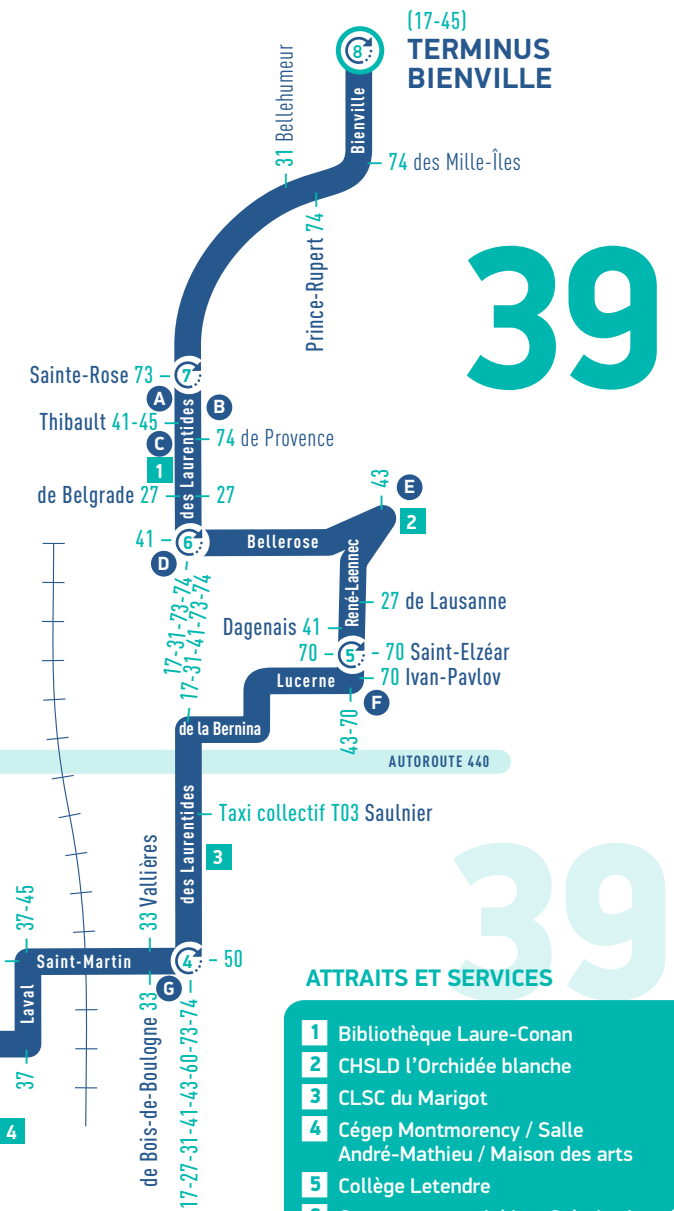 (17-45)
TERMINUS
BIENVILLE
8
Bienville
31 Bellehumeur
74 des Mille-Îles
Prince-Rupert 74
39
Sainte-Rose 73
7
A
B
Thibault 41-45
C
74 de Provence
1
des Laurentides
de Belgrade 27
27
43
E
2
41
6
D
Bellerose
René-Laennec
17-31-73-74
17-31-41-73-74
27 de Lausanne
Dagenais 41
70
5
70 Saint-Elzéar
Lucerne
70 Ivan-Pavlov
F
43-70
de la Bernina
AUTOROUTE 440
Taxi collectif T03 Saulnier
des Laurentides
3
39
37-45
33 Vallières
Saint-Martin
4
50
G
Laval
37
4
de Bois-de-Boulogne 33
17-27-31-41-43-60-73-74
ATTRAITS ET SERVICES
1 Bibliothèque Laure-Conan
2 CHSLD l'Orchidée blanche
3 CLSC du Marigot
4 Cégep Montmorency / Salle
André-Mathieu / Maison des arts
5 Collège Letendre